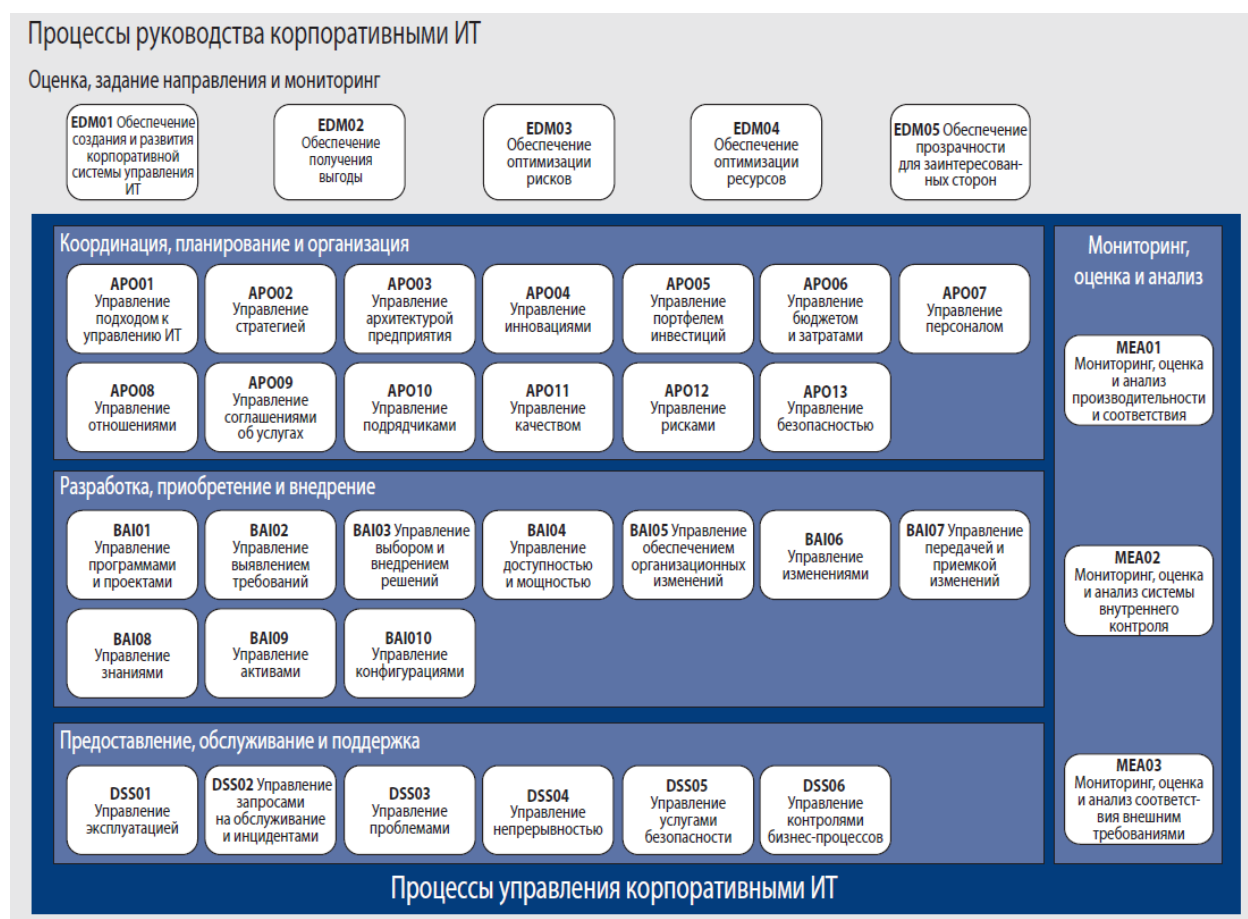 Процессы руководства корпоративными ИТ
Оценка, задание направления и мониторинг
EDM01 Обеспечение
создания и развития
корпоративной
системы управления
ИТ
EDM02
Обеспечение
получения
выгоды
EDM03
Обеспечение
оптимизации
рисков
EDM04
Обеспечение
оптимизации
ресурсов
EDM05 Обеспечение
прозрачности
для заинтересован-
ных сторон
Координация, планирование и организация
APO01
Управление
подходом к
управлению ИТ
APO02
Управление
стратегией
APO03
Управление
архитектурой
предприятия
APO04
Управление
инновациями
APO05
Управление
портфелем
инвестиций
APO06
Управление
бюджетом
и затратами
APO07
Управление
персоналом
APO08
Управление
отношениями
APO09
Управление
соглашениями
об услугах
APO10
Управление
подрядчиками
APO11
Управление
качеством
APO12
Управление
рисками
APO13
Управление
безопасностью
Разработка, приобретение и внедрение
BAI01
Управление
программами
и проектами
BAI02
Управление
выявлением
требований
BAI03 Управление
выбором и
внедрением
решений
BAI04
Управление
доступностью
и мощностью
BAI05 Управление
обеспечением
организационных
изменений
BAI06
Управление
изменениями
BAI07 Управление
передачей и
приемкой
изменений
BAI08
Управление
знаниями
BAI09
Управление
активами
BAI010
Управление
конфигурациями
Предоставление, обслуживание и поддержка
DSS01
Управление
эксплуатацией
DSS02 Управление
запросами
на обслуживание
и инцидентами
DSS03
Управление
проблемами
DSS04
Управление
непрерывностью
DSS05
Управление
услугами
безопасности
DSS06
Управление
контролями
бизнес-процессов
Мониторинг,
оценка и анализ
MEA01
Мониторинг, оценка
и анализ
производительности
и соответствия
MEA02
Мониторинг, оценка
и анализ системы
внутреннего
контроля
MEA03
Мониторинг, оценка
и анализ соответст-
вия внешним
требованиями
Процессы управления корпоративными ИТ